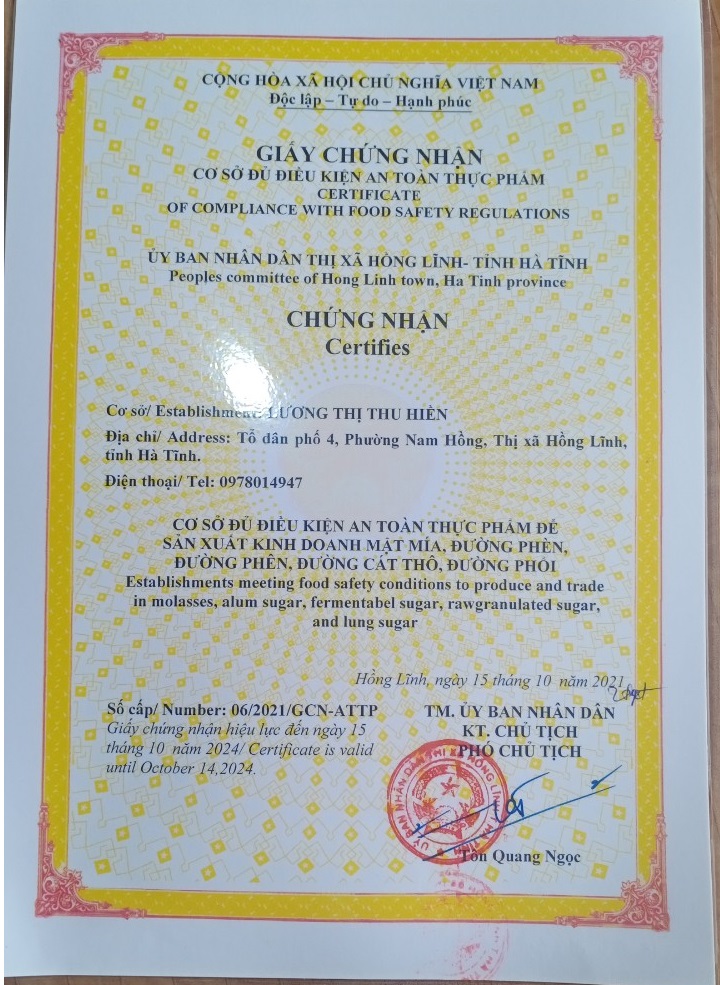 CỘNG HÒA XÃ HỘI CHỦ NGHĨA VIỆT NAM
Độc lập – Tự do – Hạnh phúc
GIẤY CHỨNG NHẬN
CƠ SỞ ĐỦ ĐIỀU KIỆN AN TOÀN THỰC PHẨM
CERTIFICATE
OF COMPLIANCE WITH FOOD SAFETY REGULATIONS
ỦY BAN NHÂN DÂN THỊ XÃ HỒNG LĨNH- TỈNH HÀ TĨNH
Peoples committee of Hong Linh town, Ha Tinh province
CHỨNG NHẬN
Certifies
Cơ sở/ Establishment: LƯƠNG THỊ THU HIỀN
Địa chỉ/ Address: Tổ dân phố 4, Phường Nam Hồng, Thị xã Hồng Lĩnh,
tỉnh Hà Tĩnh.
Điện thoại/ Tel: 0978014947
CƠ SỞ ĐỦ ĐIỀU KIỆN AN TOÀN THỰC PHẨM ĐỂ
SẢN XUẤT KINH DOANH MẬT MÍA, ĐƯỜNG PHÈN,
ĐƯỜNG PHÊN, ĐƯỜNG CÁT THÔ, ĐƯỜNG PHỔI
Establishments meeting food safety conditions to produce and trade
in molasses, alum sugar, fermentabel sugar, rawgranulated sugar,
and lung sugar
Hồng Lĩnh, ngày 15 tháng 10 năm 2021
Số cấp/ Number: 06/2021/GCN-ATTP
Giấy chứng nhận hiệu lực đến ngày 15
tháng 10 năm 2024/ Certificate is valid
until October 14,2024.
TM. ỦY BAN NHÂN DÂN
KT. CHỦ TỊCH
PHÓ CHỦ TỊCH
ỦY BAN NHÂN DÂN THỊ XÃ HỒNG LĨNH
Tôn Quang Ngọc